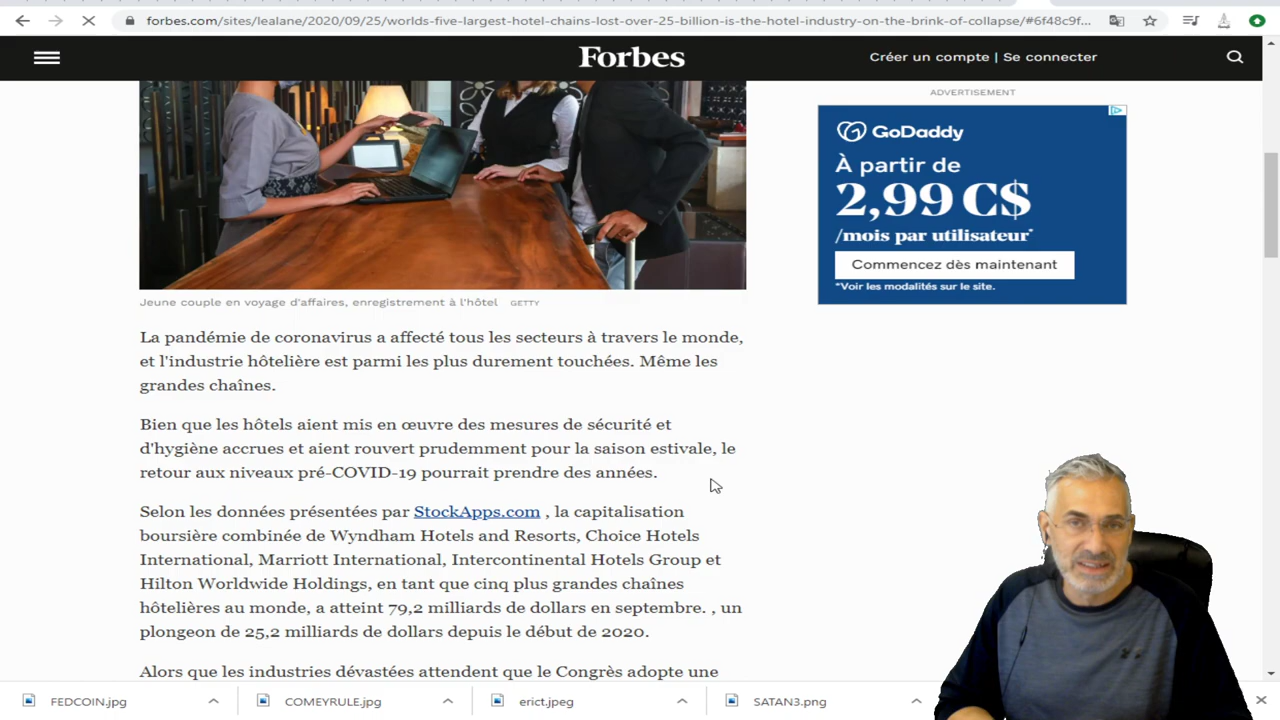 forbes.com/sites/lealane/2020/09/25/worlds-five-largest-hotel-chains-lost-over-25-billion-is-the-hotel-industry-on-the-brink-of-collapse/#6f48c9f...
Forbes
Créer un compte | Se connecter
ADVERTISEMENT
GoDaddy
À partir de
2,99 C$
/mois par utilisateur*
Commencez dès maintenant
*Voir les modalités sur le site.
Jeune couple en voyage d'affaires, enregistrement à l'hôtel GETTY
La pandémie de coronavirus a affecté tous les secteurs à travers le monde,
et l'industrie hôtelière est parmi les plus durement touchées. Même les
grandes chaînes.
Bien que les hôtels aient mis en œuvre des mesures de sécurité et
d'hygiène accrues et aient rouvert prudemment pour la saison estivale, le
retour aux niveaux pré-COVID-19 pourrait prendre des années.
Selon les données présentées par StockApps.com , la capitalisation
boursière combinée de Wyndham Hotels and Resorts, Choice Hotels
International, Marriott International, Intercontinental Hotels Group et
Hilton Worldwide Holdings, en tant que cinq plus grandes chaînes
hôtelières au monde, a atteint 79,2 milliards de dollars en septembre. , un
plongeon de 25,2 milliards de dollars depuis le début de 2020.
Alors que les industries dévastées attendent que le Congrès adopte une
FEDCOIN.jpg
COMEYRULE.jpg
erict.jpeg
SATAN3.png